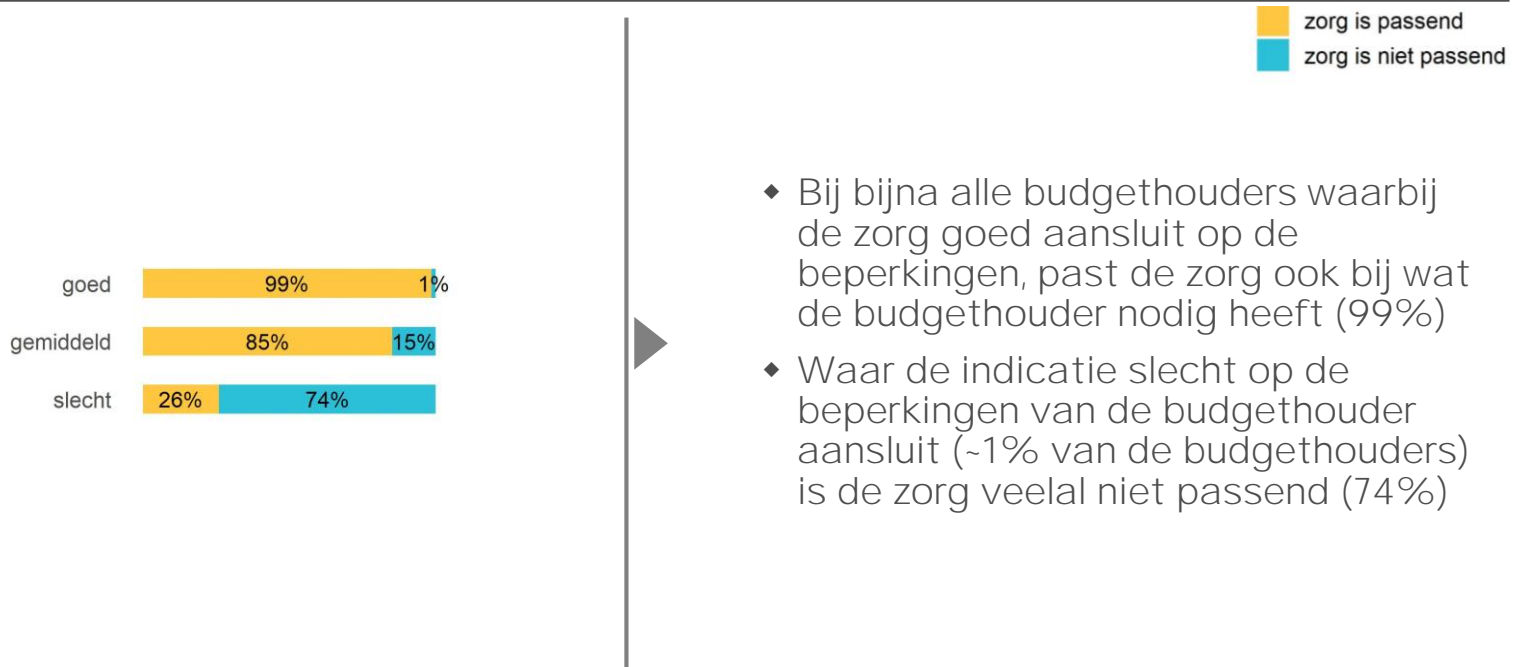 zorg is passend
zorg is niet passend
goed 99% 1%
gemiddeld 85% 15%
slecht 26% 74%
◆ Bij bijna alle budgethouders waarbij
de zorg goed aansluit op de
beperkingen, past de zorg ook bij wat
de budgethouder nodig heeft (99%)
◆ Waar de indicatie slecht op de
beperkingen van de budgethouder
aansluit (~1% van de budgethouders)
is de zorg veelal niet passend (74%)